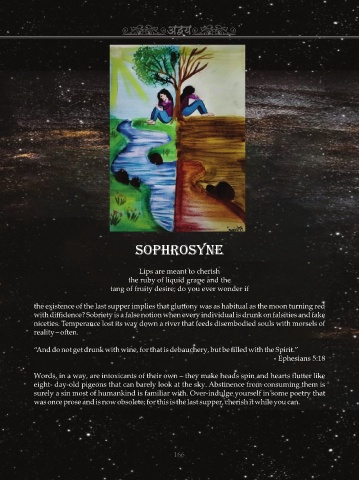 अद्वय
SOPHROSYNE
Lips are meant to cherish
the ruby of liquid grape and the
tang of fruity desire; do you ever wonder if
the existence of the last supper implies that gluttony was as habitual as the moon turning red
with diffidence? Sobriety is a false notion when every individual is drunk on falsities and fake
niceties. Temperance lost its way down a river that feeds disembodied souls with morsels of
reality – often.
“And do not get drunk with wine, for that is debauchery, but be filled with the Spirit.”
- Ephesians 5:18
Words, in a way, are intoxicants of their own – they make heads spin and hearts flutter like
eight- day-old pigeons that can barely look at the sky. Abstinence from consuming them is
surely a sin most of humankind is familiar with. Over-indulge yourself in some poetry that
was once prose and is now obsolete; for this is the last supper, cherish it while you can.
166